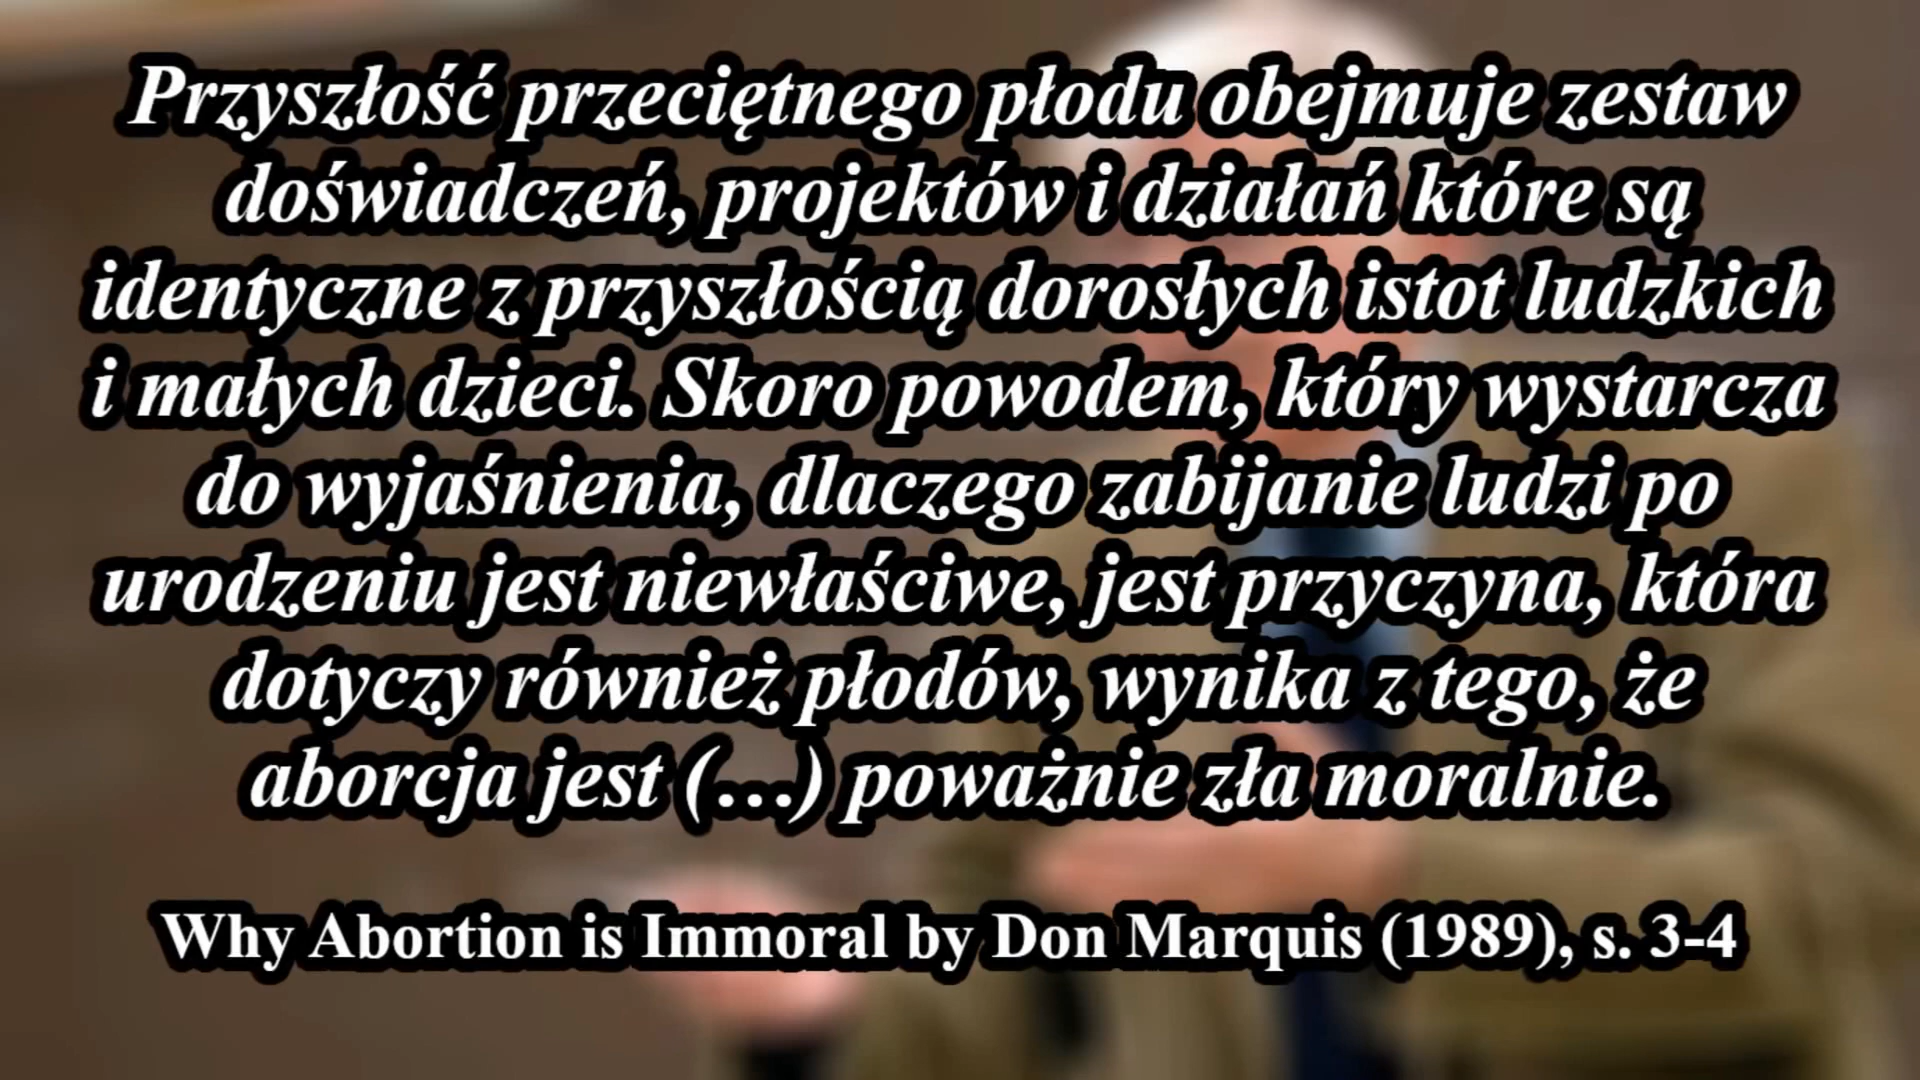 Przyszłość przeciętnego płodu obejmuje zestaw
doświadczeń, projektów i działań które są
identyczne z przyszłością dorosłych istot ludzkich
i małych dzieci. Skoro powodem, który wystarcza
do wyjaśnienia, dlaczego zabijanie ludzi po
urodzeniu jest niewłaściwe, jest przyczyna, która
dotyczy również płodów, wynika z tego, że
aborcja jest (…) poważnie zła moralnie.
Why Abortion is Immoral by Don Marquis (1989), s. 3-4